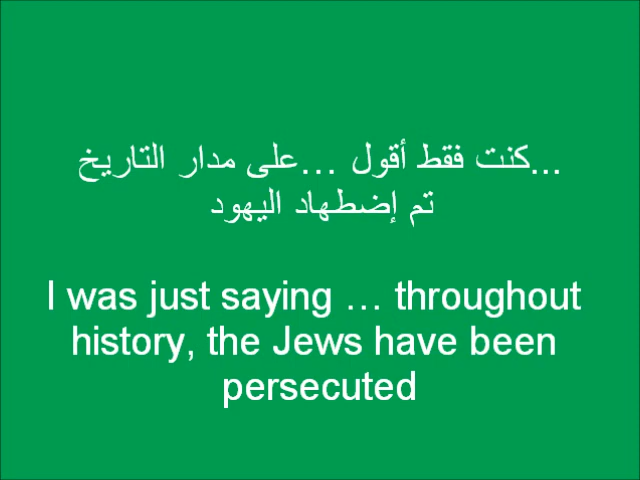 كنت فقط أقول ...على مدار التاريخ...
تم إضطهاد اليهود
I was just saying … throughout
history, the Jews have been
persecuted